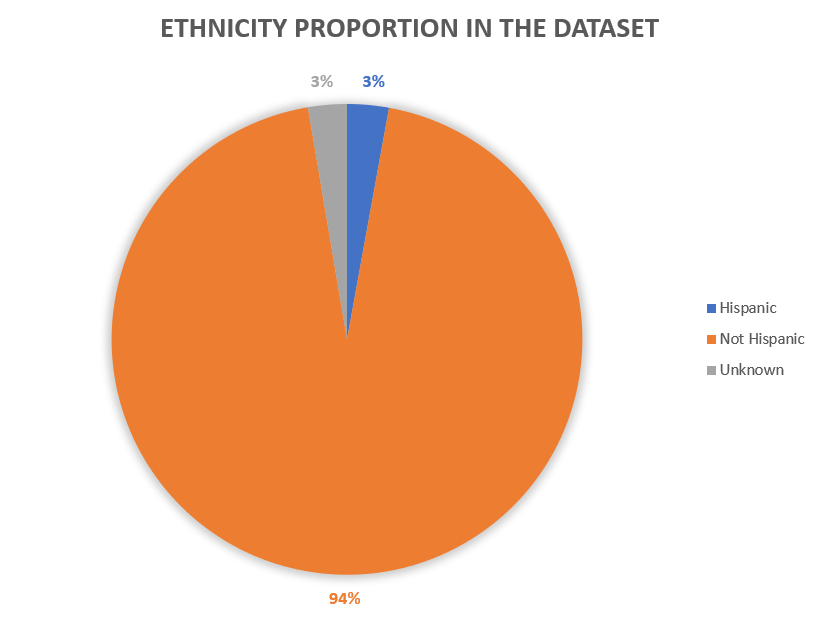 ETHNICITY PROPORTION IN THE DATASET
3% 3%
Hispanic
Not Hispanic
Unknown
94%